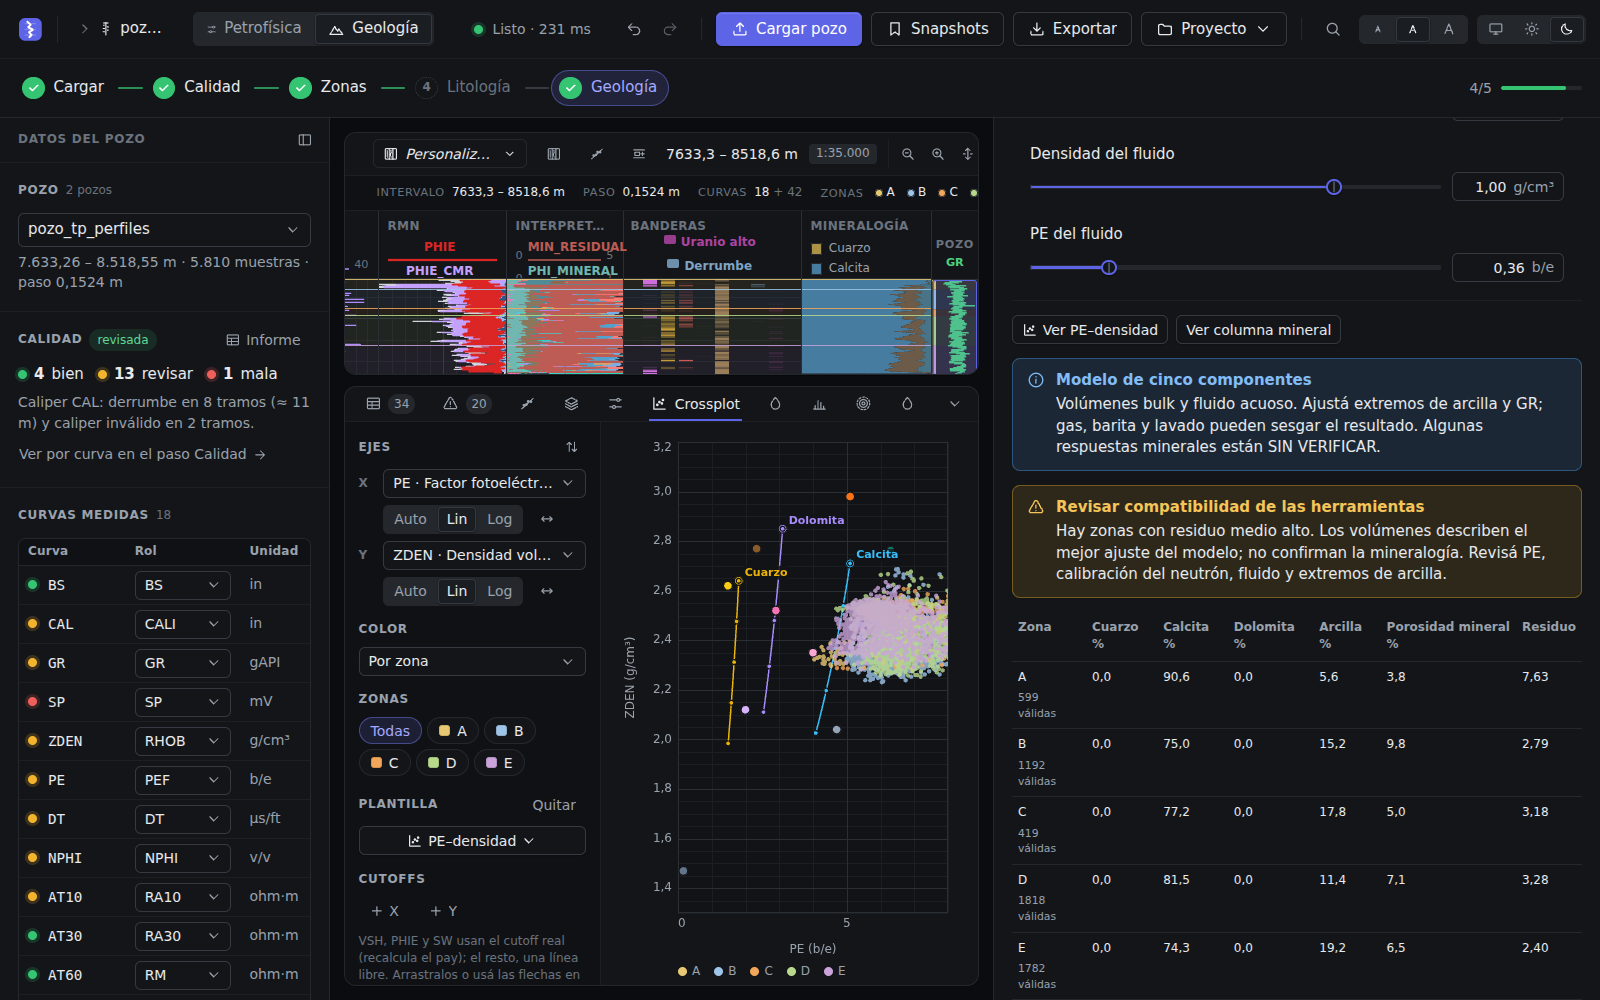 poz...
Petrofísica
Geología
Listo · 231 ms
Cargar pozo
Snapshots
Exportar
Proyecto
A
A
A
Cargar
Calidad
Zonas
4
Litología
Geología
4/5
DATOS DEL POZO
POZO 2 pozos
pozo_tp_perfiles
7.633,26 – 8.518,55 m · 5.810 muestras ·
paso 0,1524 m
CALIDAD revisada
Informe
4 bien
13 revisar
1 mala
Caliper CAL: derrumbe en 8 tramos (≈ 11
m) y caliper inválido en 2 tramos.
Ver por curva en el paso Calidad →
CURVAS MEDIDAS 18
Curva Rol Unidad
BS BS in
CAL CALI in
GR GR gAPI
SP SP mV
ZDEN RHOB g/cm³
PE PEF b/e
DT DT µs/ft
NPHI NPHI v/v
AT10 RA10 ohm·m
AT30 RA30 ohm·m
AT60 RM ohm·m
Personaliz...
7633,3 – 8518,6 m
1:35.000
INTERVALO 7633,3 – 8518,6 m
PASO 0,1524 m
CURVAS 18 + 42
ZONAS A B C
RMN
INTERPRET...
BANDERAS
MINERALOGÍA
POZO
GR
40
PHIE
PHIE_CMR
MIN_RESIDUAL
0 5
PHI_MINERAL
Uranio alto
Derrumbe
Cuarzo
Calcita
34
20
Crossplot
EJES
X
PE · Factor fotoeléctr...
Auto Lin Log
Y
ZDEN · Densidad vol...
Auto Lin Log
COLOR
Por zona
ZONAS
Todas A B
C D E
PLANTILLA
Quitar
PE–densidad
CUTOFFS
+ X
+ Y
VSH, PHIE y SW usan el cutoff real
(recalcula el pay); el resto, una línea
libre. Arrastralos o usá las flechas en
3,2
3,0
2,8
2,6
2,4
2,2
2,0
1,8
1,6
1,4
ZDEN (g/cm³)
Cuarzo
Dolomita
Calcita
0
5
PE (b/e)
A B C D E
Densidad del fluido
1,00 g/cm³
PE del fluido
0,36 b/e
Ver PE–densidad
Ver columna mineral
Modelo de cinco componentes
Volúmenes bulk y fluido acuoso. Ajustá extremos de arcilla y GR;
gas, barita y lavado pueden sesgar el resultado. Algunas
respuestas minerales están SIN VERIFICAR.
Revisar compatibilidad de las herramientas
Hay zonas con residuo medio alto. Los volúmenes describen el
mejor ajuste del modelo; no confirman la mineralogía. Revisá PE,
calibración del neutrón, fluido y extremos de arcilla.
Zona Cuarzo % Calcita % Dolomita % Arcilla % Porosidad mineral % Residuo
A 0,0 90,6 0,0 5,6 3,8 7,63
599
válidas
B 0,0 75,0 0,0 15,2 9,8 2,79
1192
válidas
C 0,0 77,2 0,0 17,8 5,0 3,18
419
válidas
D 0,0 81,5 0,0 11,4 7,1 3,28
1818
válidas
E 0,0 74,3 0,0 19,2 6,5 2,40
1782
válidas